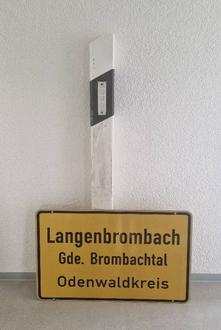 Langenbrombach
Gde. Brombachtal
Odenwaldkreis